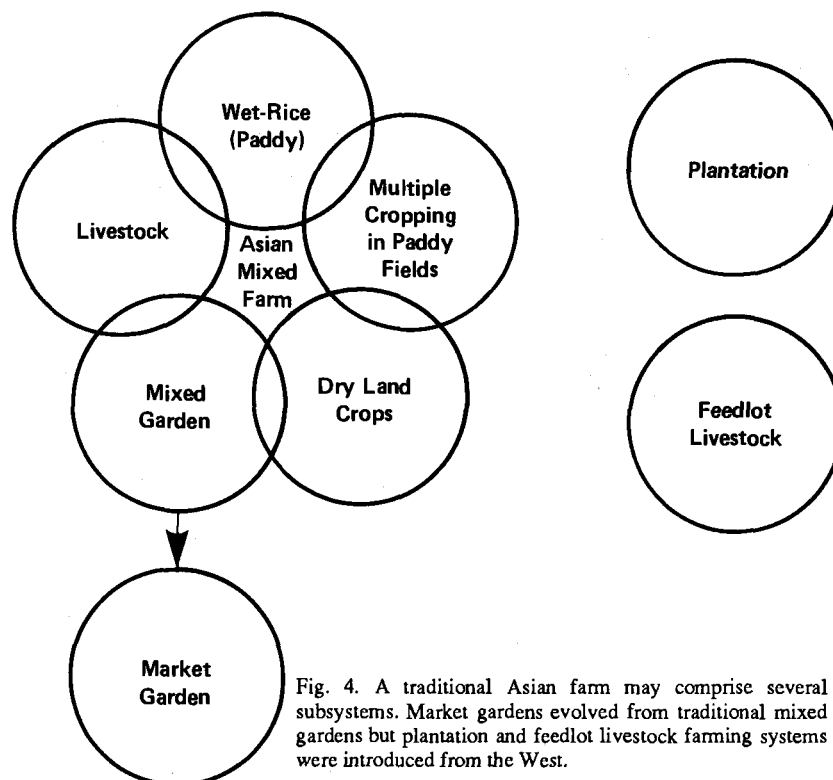 Wet-Rice
(Paddy)
Multiple
Cropping
in Paddy
Fields
Livestock
Asian
Mixed
Farm
Mixed
Garden
Dry Land
Crops
Market
Garden
Plantation
Feedlot
Livestock
Fig. 4. A traditional Asian farm may comprise several
subsystems. Market gardens evolved from traditional mixed
gardens but plantation and feedlot livestock farming systems
were introduced from the West.